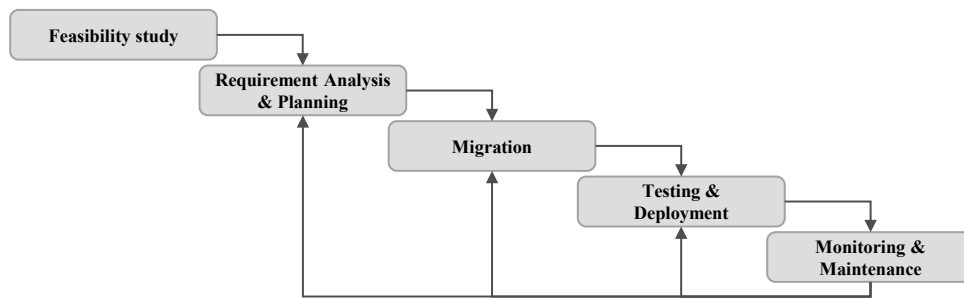 Feasibility study
Requirement Analysis
& Planning
Migration
Testing &
Deployment
Monitoring &
Maintenance